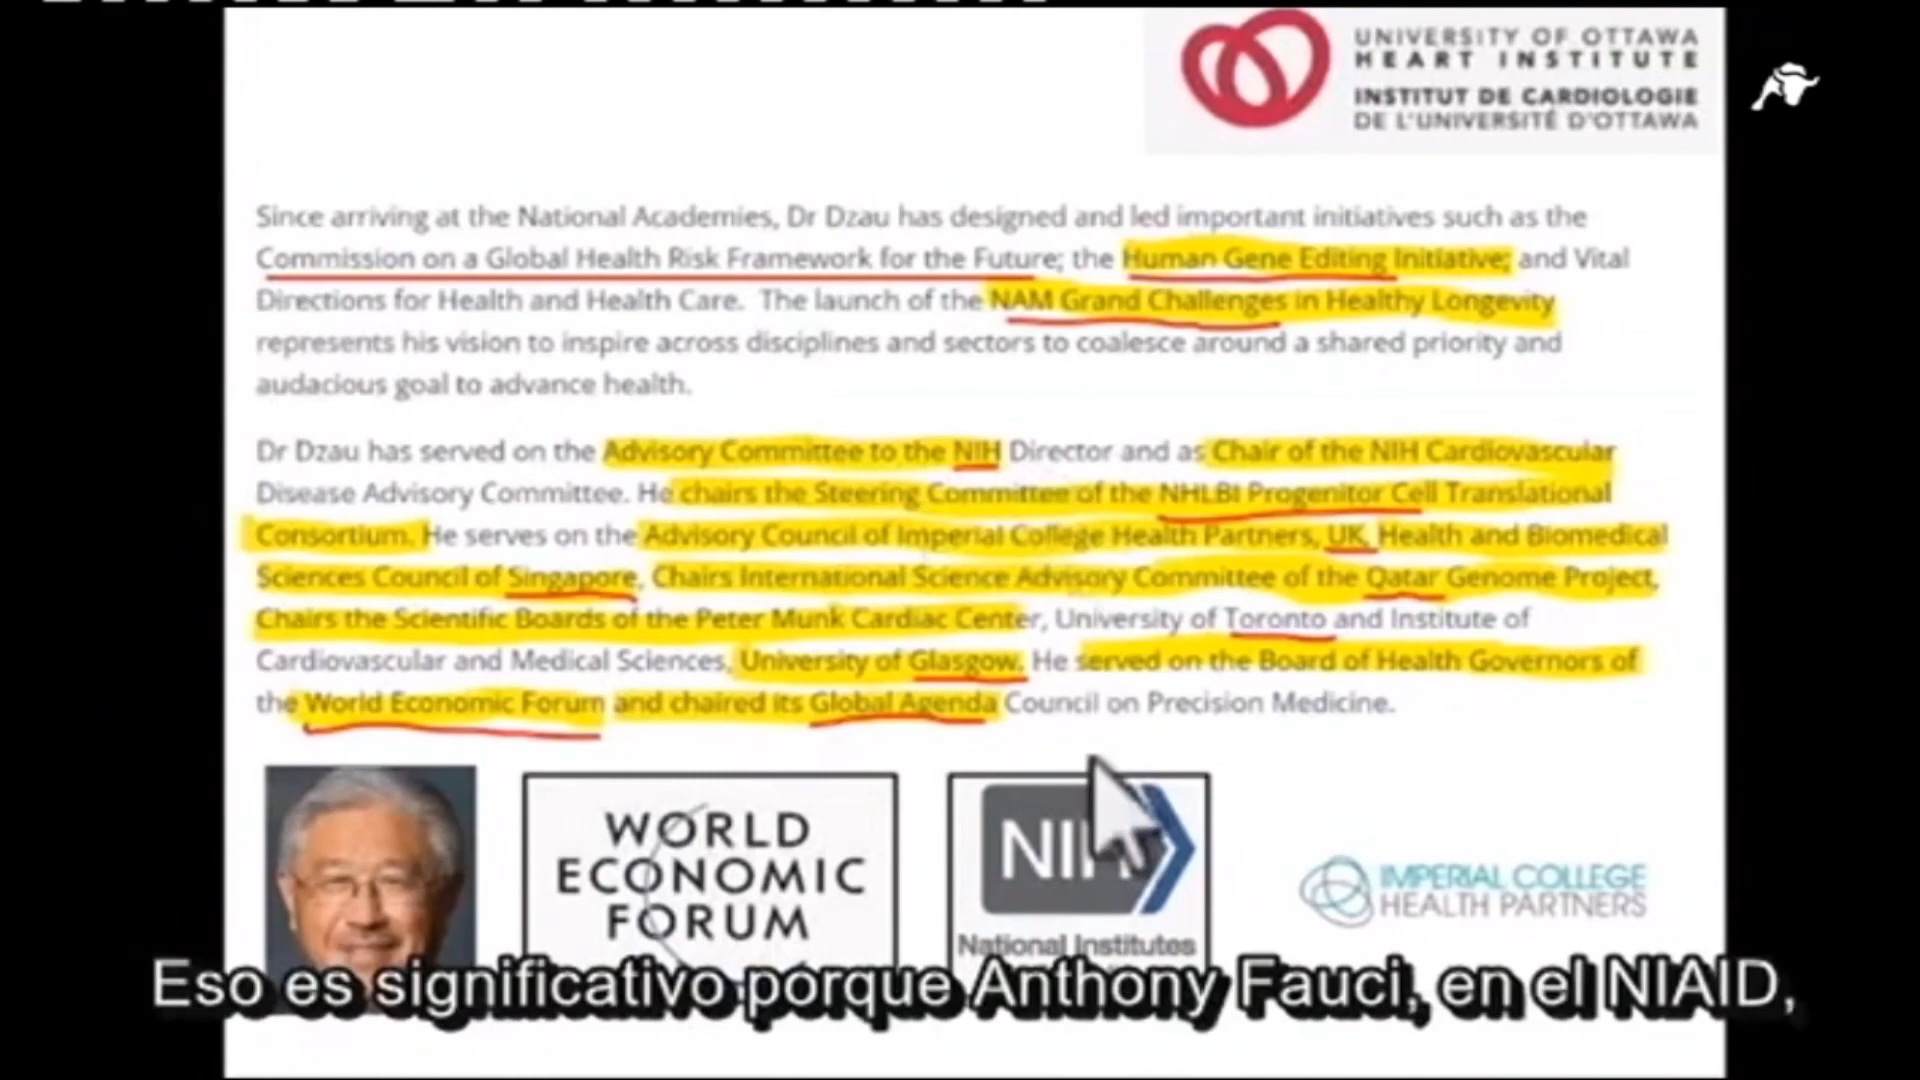 UNIVERSITY OF OTTAWA
HEART INSTITUTE
INSTITUT DE CARDIOLOGIE
DE L'UNIVERSITÉ D'OTTAWA
Since arriving at the National Academies, Dr Dzau has designed and led important initiatives such as the
Commission on a Global Health Risk Framework for the Future; the Human Gene Editing Initiative; and Vital
Directions for Health and Health Care. The launch of the NAM Grand Challenges in Healthy Longevity
represents his vision to inspire across disciplines and sectors to coalesce around a shared priority and
audacious goal to advance health.
Dr Dzau has served on the Advisory Committee to the NIH Director and as Chair of the NIH Cardiovascular
Disease Advisory Committee. He chairs the Steering Committee of the NHLBI Progenitor Cell Translational
Consortium. He serves on the Advisory Council of Imperial College Health Partners, UK, Health and Biomedical
Sciences Council of Singapore, Chairs International Science Advisory Committee of the Qatar Genome Project,
Chairs the Scientific Boards of the Peter Munk Cardiac Center, University of Toronto and Institute of
Cardiovascular and Medical Sciences, University of Glasgow. He served on the Board of Health Governors of
the World Economic Forum and chaired its Global Agenda Council on Precision Medicine.
WORLD
ECONOMIC
FORUM
NIH
National Institutes
IMPERIAL COLLEGE
HEALTH PARTNERS
Eso es significativo porque Anthony Fauci, en el NIAID,